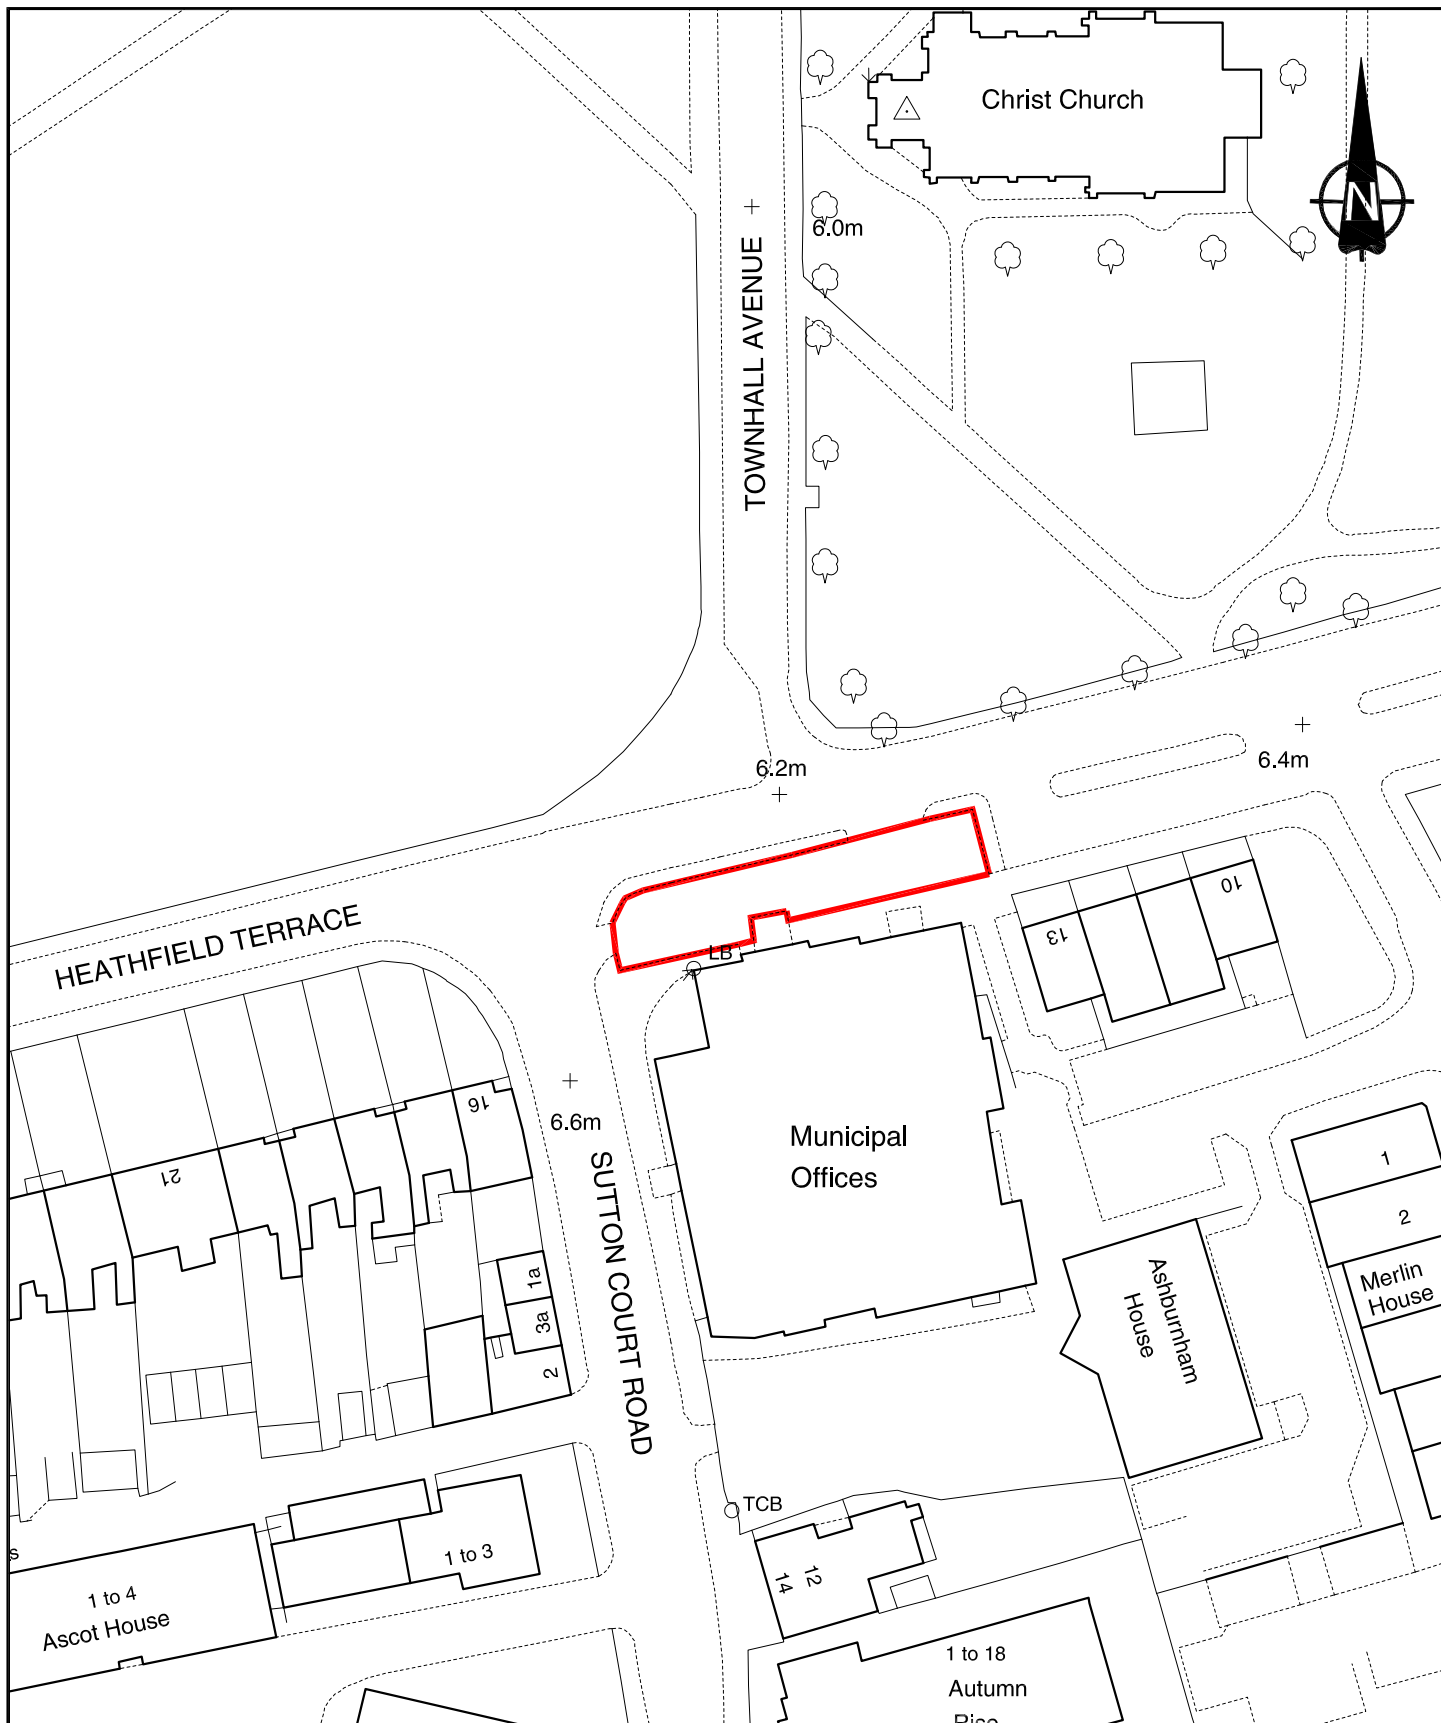 Christ Church
N
6.0m
TOWNHALL AVENUE
6.2m
6.4m
HEATHFIELD TERRACE
LB
10
13
16
6.6m
21
Municipal
Offices
SUTTON COURT ROAD
1
2
Merlin
House
Ashburnham
House
1a
3a
2
TCB
1 to 3
s
1 to 4
Ascot House
12
14
1 to 18
Autumn
Rise